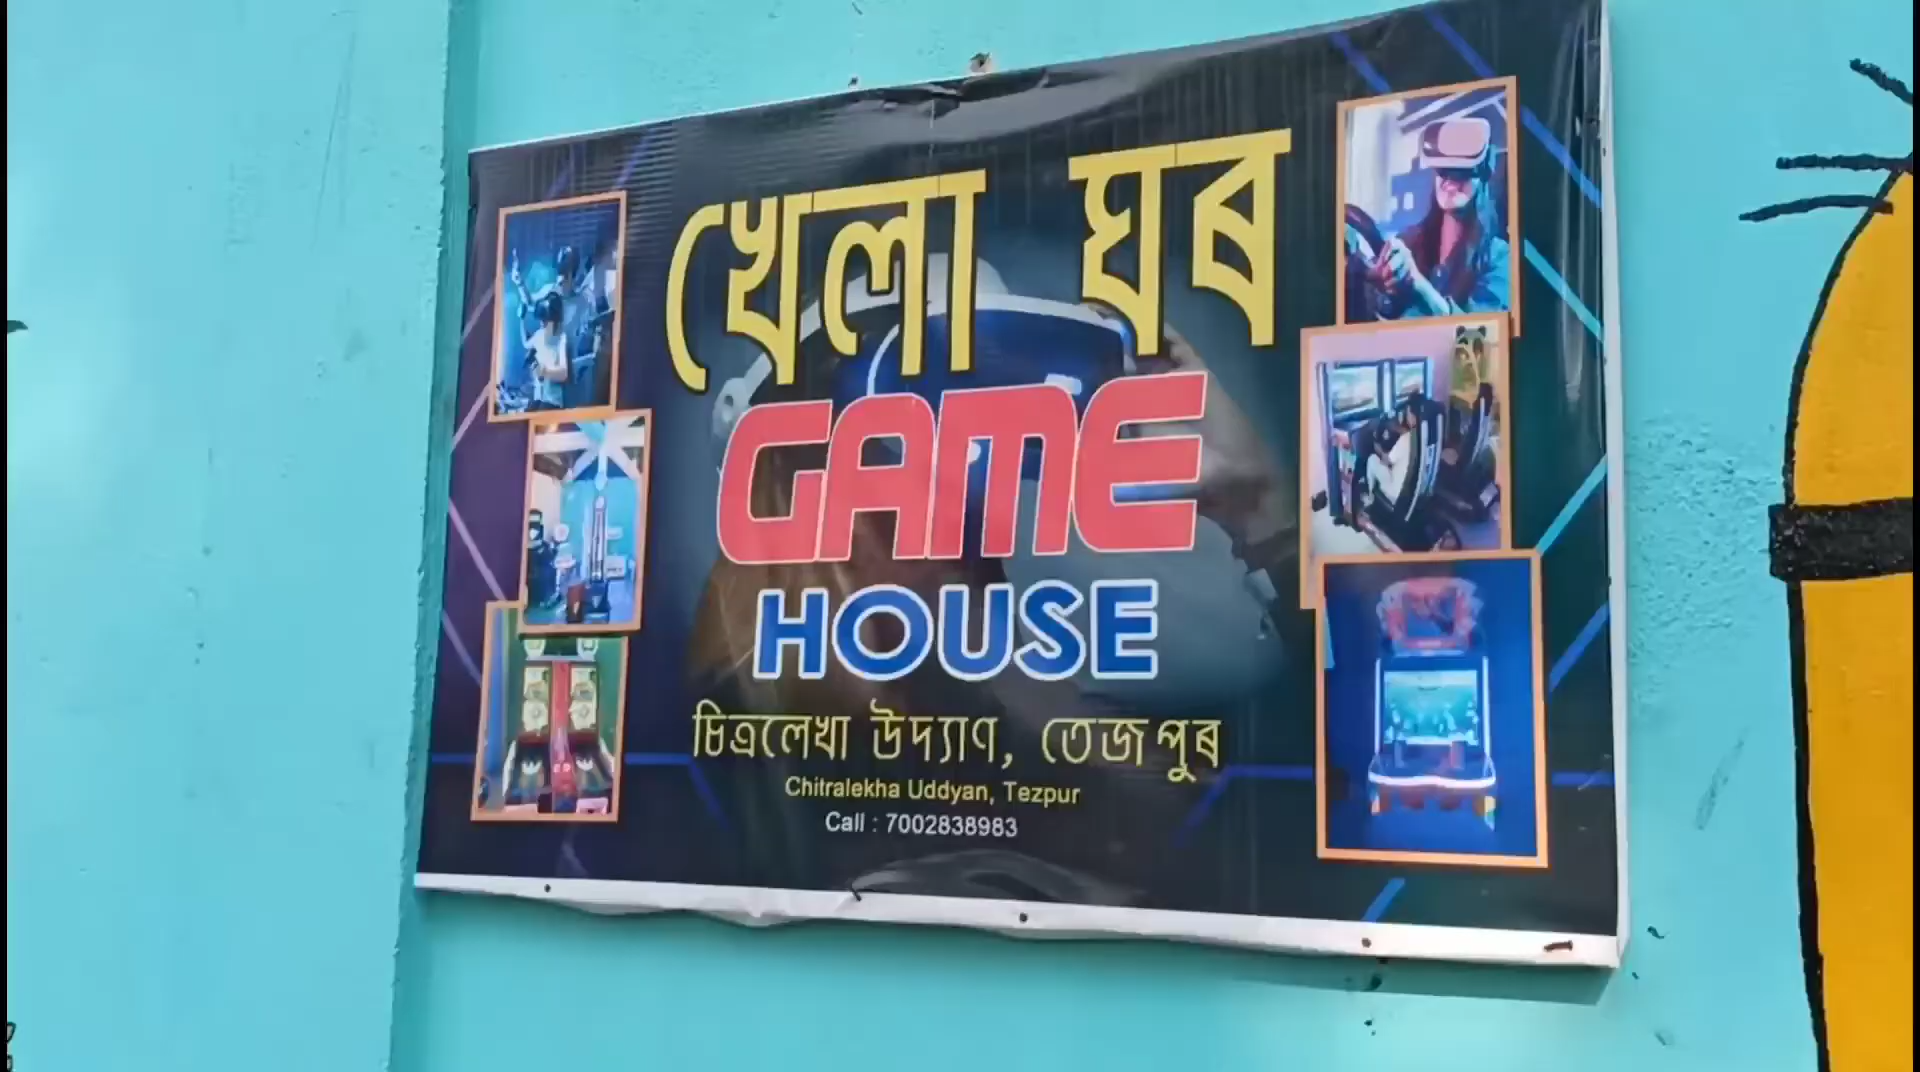 খেলা ঘৰ
GAME
HOUSE
চিত্ৰলেখা উদ্যাণ, তেজপুৰ
Chitralekha Uddyan, Tezpur
Call : 7002838983